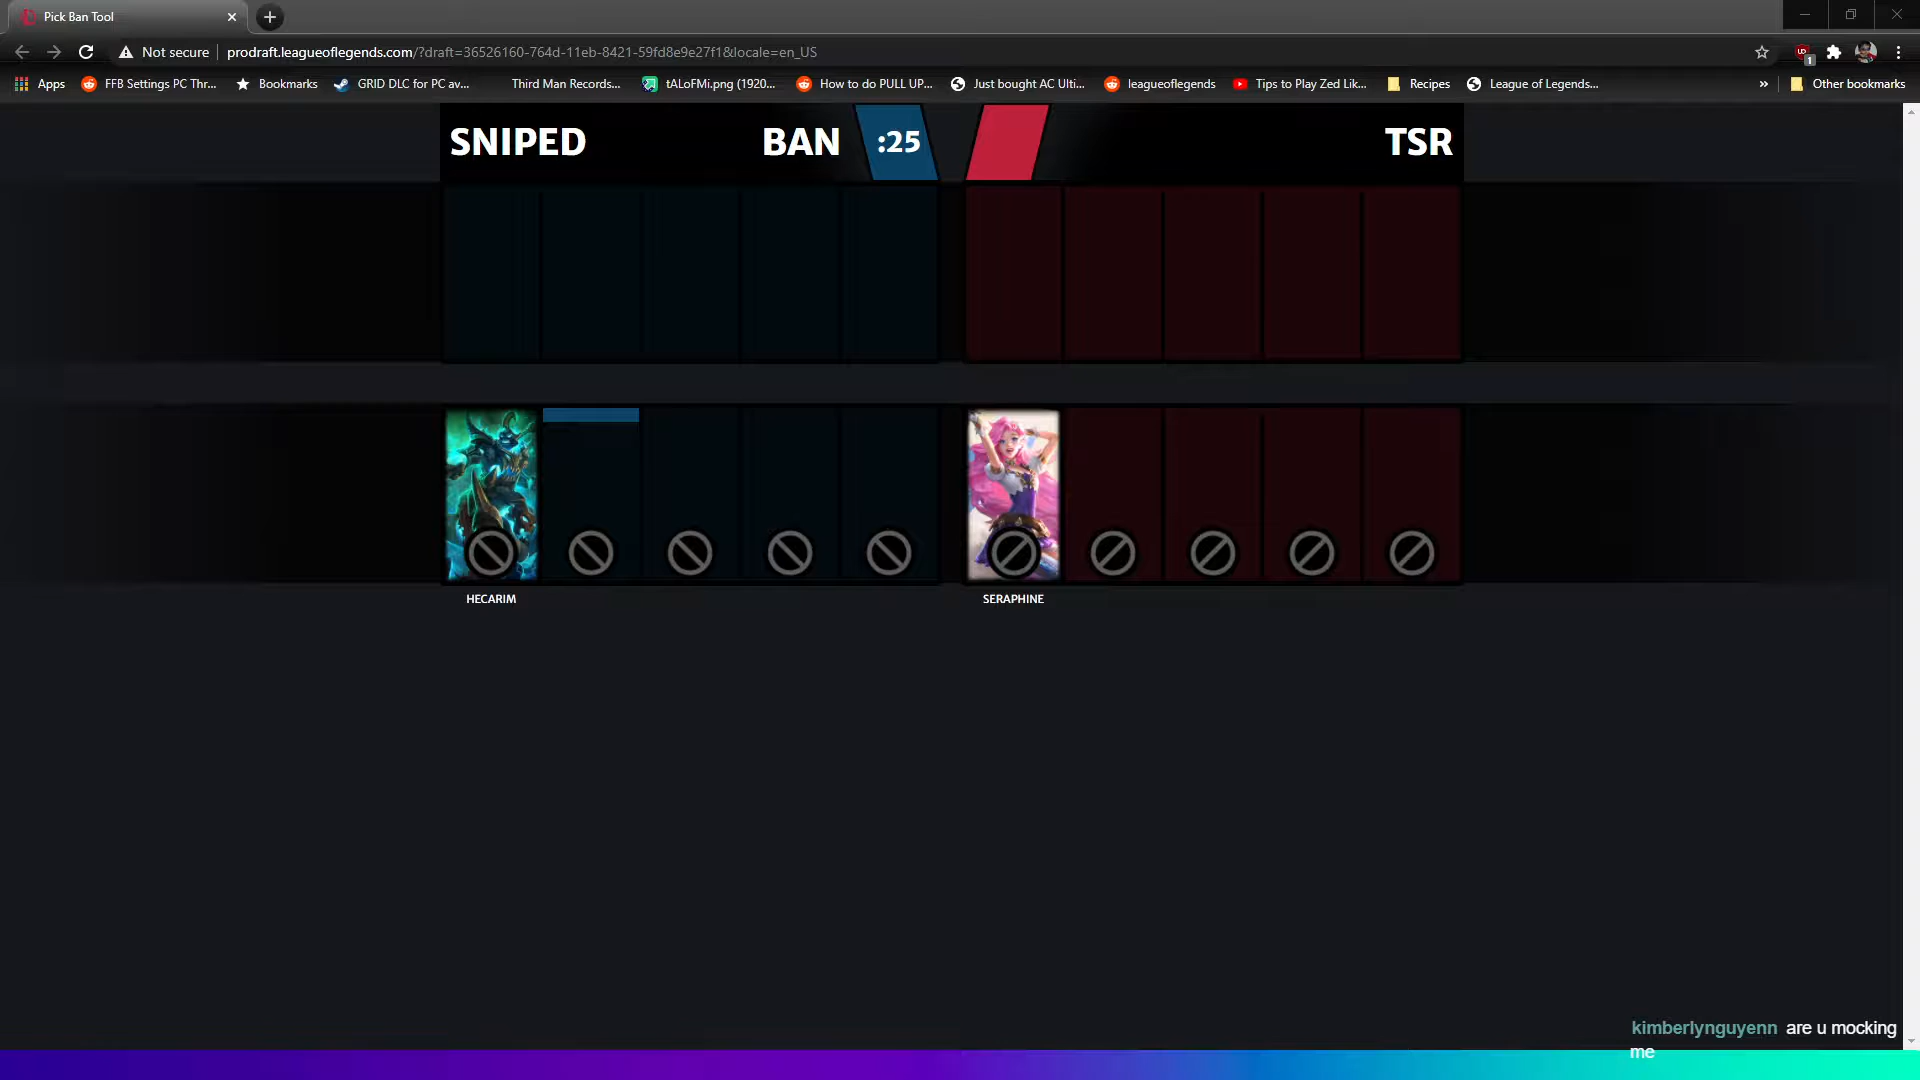 Pick Ban Tool
Not secure
prodraft.leagueoflegends.com/?draft=36526160-764d-11eb-8421-59fd8e9e27f1&locale=en_US
UD
1
Apps
FFB Settings PC Thr...
Bookmarks
GRID DLC for PC av...
Third Man Records...
tALoFMi.png (1920...
How to do PULL UP...
Just bought AC Ulti...
leagueoflegends
Tips to Play Zed Lik...
Recipes
League of Legends...
»
Other bookmarks
SNIPED
BAN
:25
TSR
HECARIM
SERAPHINE
kimberlynguyenn are u mocking
me